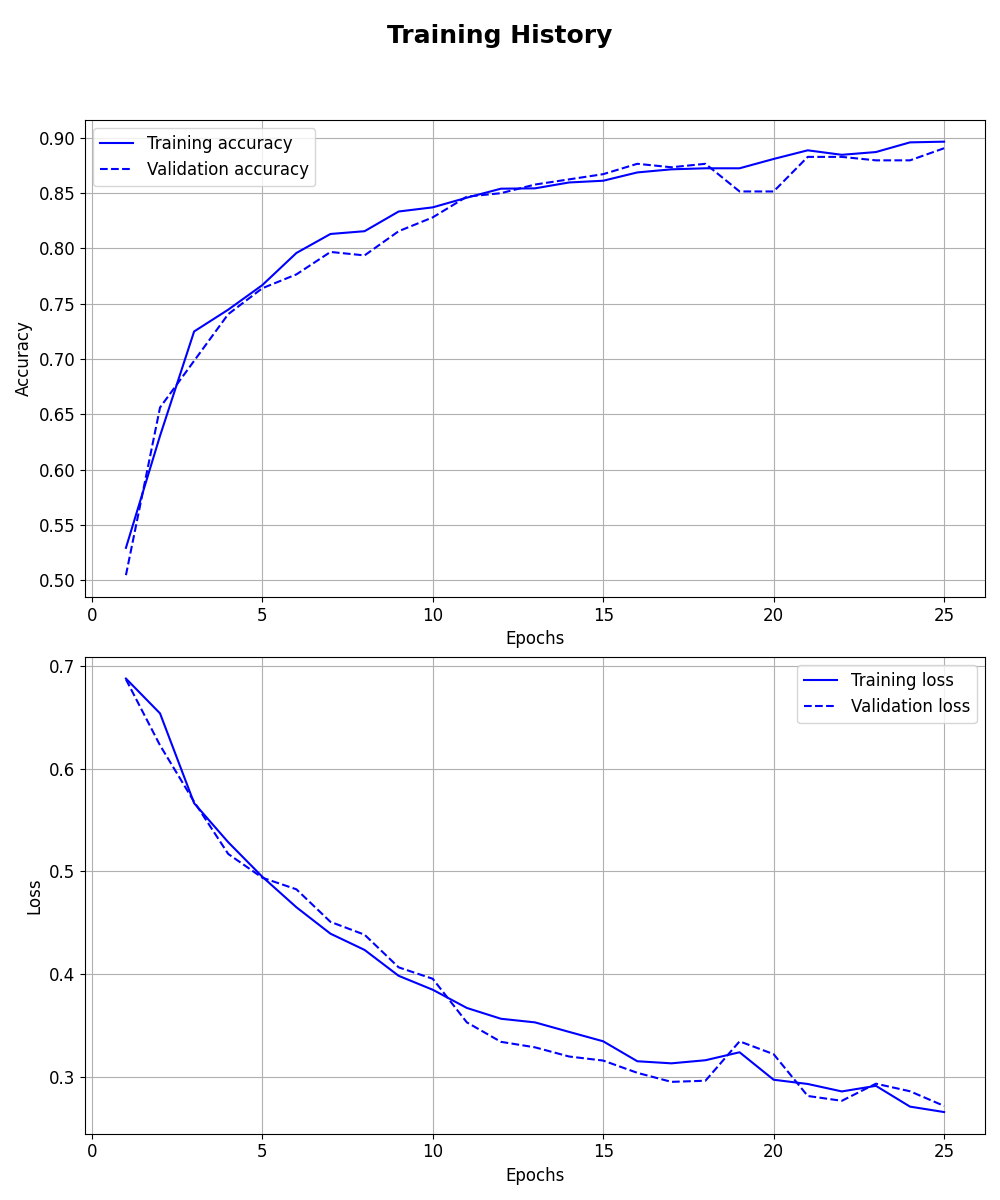 Training History
Training accuracy
Validation accuracy
0.90
0.85
0.80
0.75
0.70
0.65
0.60
0.55
0.50
Accuracy
0 5 10 15 20 25
Epochs
Training loss
Validation loss
0.7
0.6
0.5
0.4
0.3
Loss
0 5 10 15 20 25
Epochs